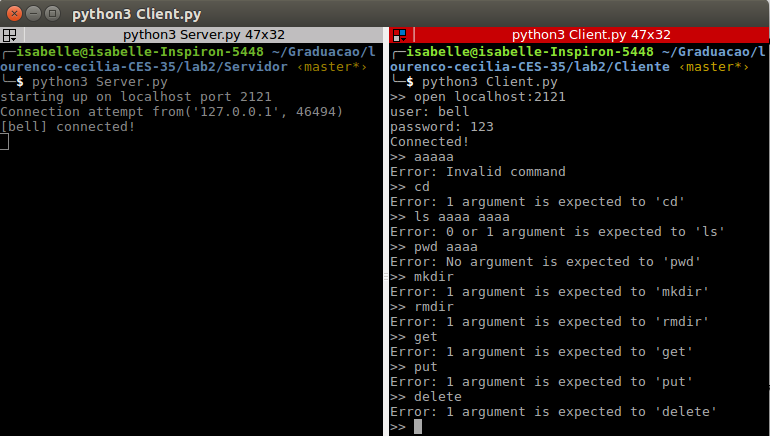 python3 Client.py
python3 Server.py 47x32
┌─isabelle@isabelle-Inspiron-5448 ~/Graduacao/l
ourenco-cecilia-CES-35/lab2/Servidor ‹master*›
└─$ python3 Server.py
starting up on localhost port 2121
Connection attempt from('127.0.0.1', 46494)
[bell] connected!
python3 Client.py 47x32
┌─isabelle@isabelle-Inspiron-5448 ~/Graduacao/l
ourenco-cecilia-CES-35/lab2/Cliente ‹master*›
└─$ python3 Client.py
>> open localhost:2121
user: bell
password: 123
Connected!
>> aaaaa
Error: Invalid command
>> cd
Error: 1 argument is expected to 'cd'
>> ls aaaa aaaa
Error: 0 or 1 argument is expected to 'ls'
>> pwd aaaa
Error: No argument is expected to 'pwd'
>> mkdir
Error: 1 argument is expected to 'mkdir'
>> rmdir
Error: 1 argument is expected to 'rmdir'
>> get
Error: 1 argument is expected to 'get'
>> put
Error: 1 argument is expected to 'put'
>> delete
Error: 1 argument is expected to 'delete'
>>